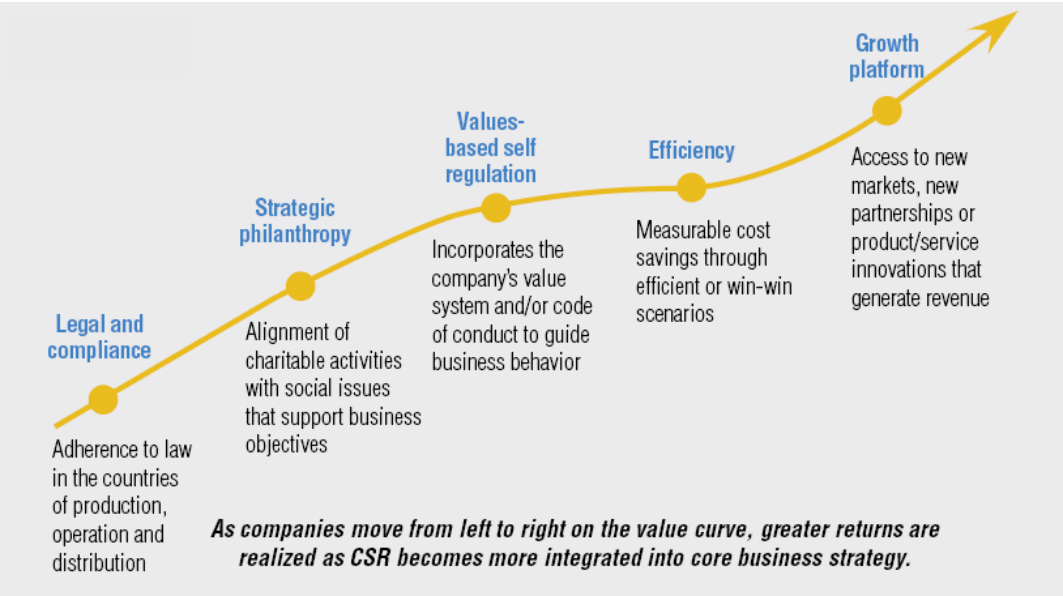 Growth
platform
Access to new
markets, new
partnerships or
product/service
innovations that
generate revenue
Values-
based self
regulation
Incorporates the
company's value
system and/or code
of conduct to guide
business behavior
Efficiency
Measurable cost
savings through
efficient or win-win
scenarios
Strategic
philanthropy
Alignment of
charitable activities
with social issues
that support business
objectives
Legal and
compliance
Adherence to law
in the countries
of production,
operation and
distribution
As companies move from left to right on the value curve, greater returns are
realized as CSR becomes more integrated into core business strategy.